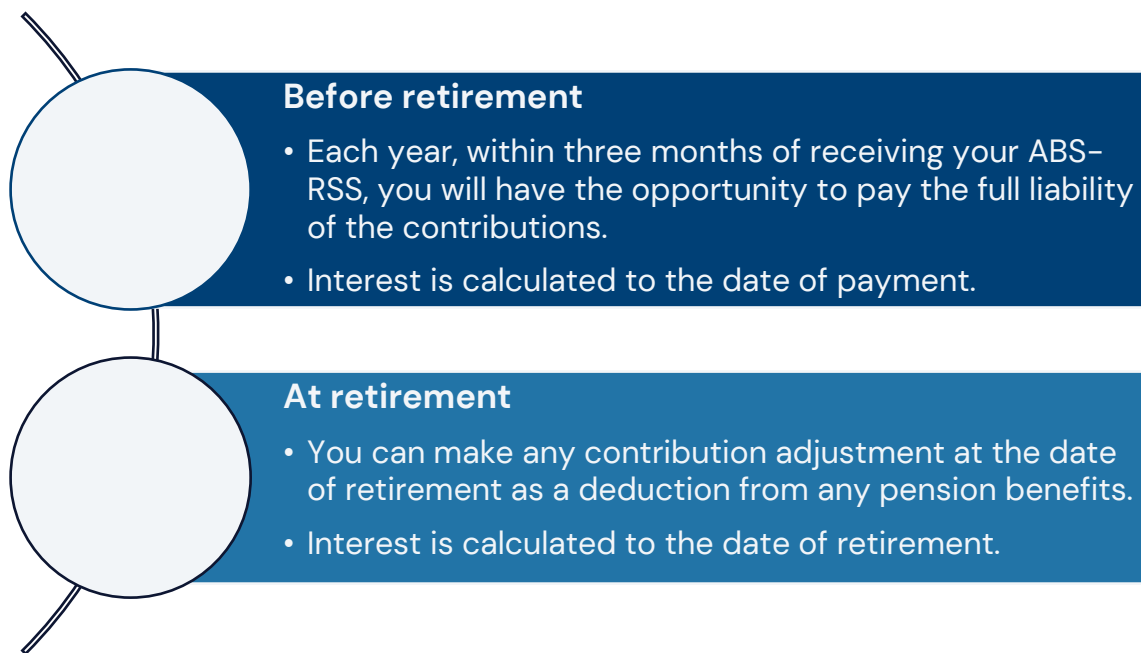 Before retirement
• Each year, within three months of receiving your ABS-
RSS, you will have the opportunity to pay the full liability
of the contributions.
• Interest is calculated to the date of payment.
At retirement
• You can make any contribution adjustment at the date
of retirement as a deduction from any pension benefits.
• Interest is calculated to the date of retirement.